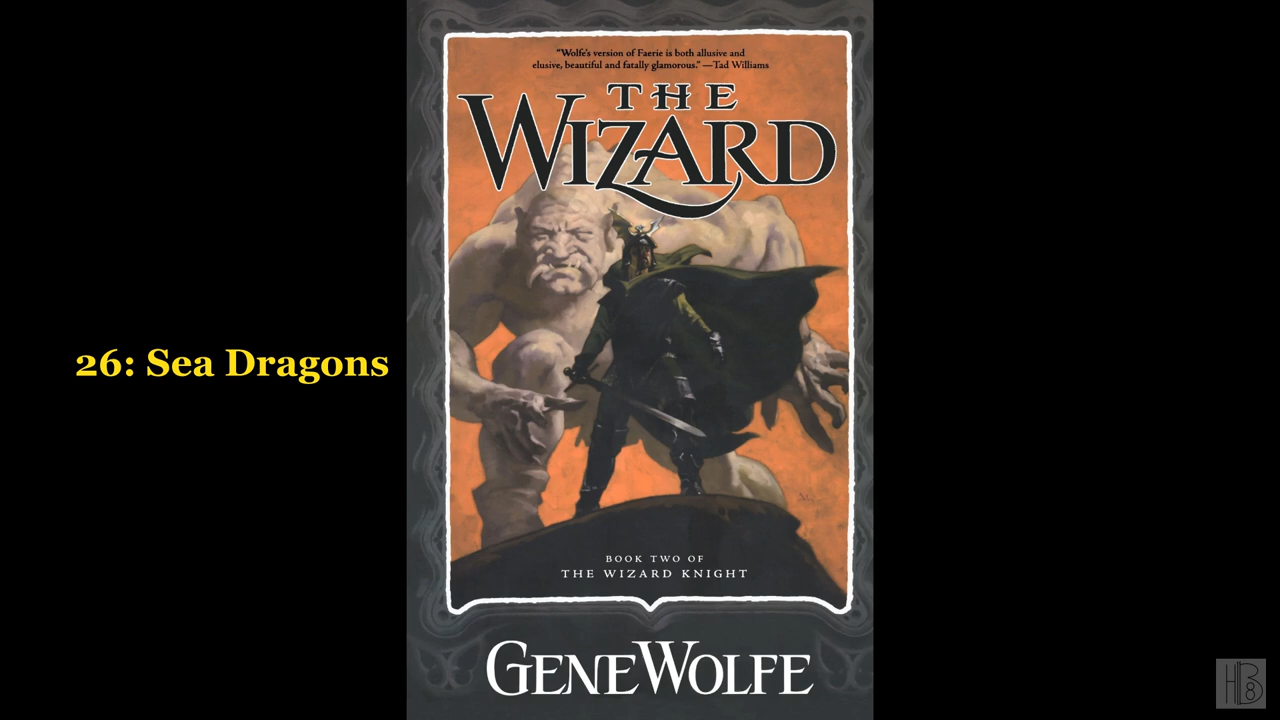 "Wolfe's version of Faerie is both allusive and
elusive, beautiful and fatally glamorous." —Tad Williams
THE
WIZARD
26: Sea Dragons
BOOK TWO OF
THE WIZARD KNIGHT
GENE WOLFE